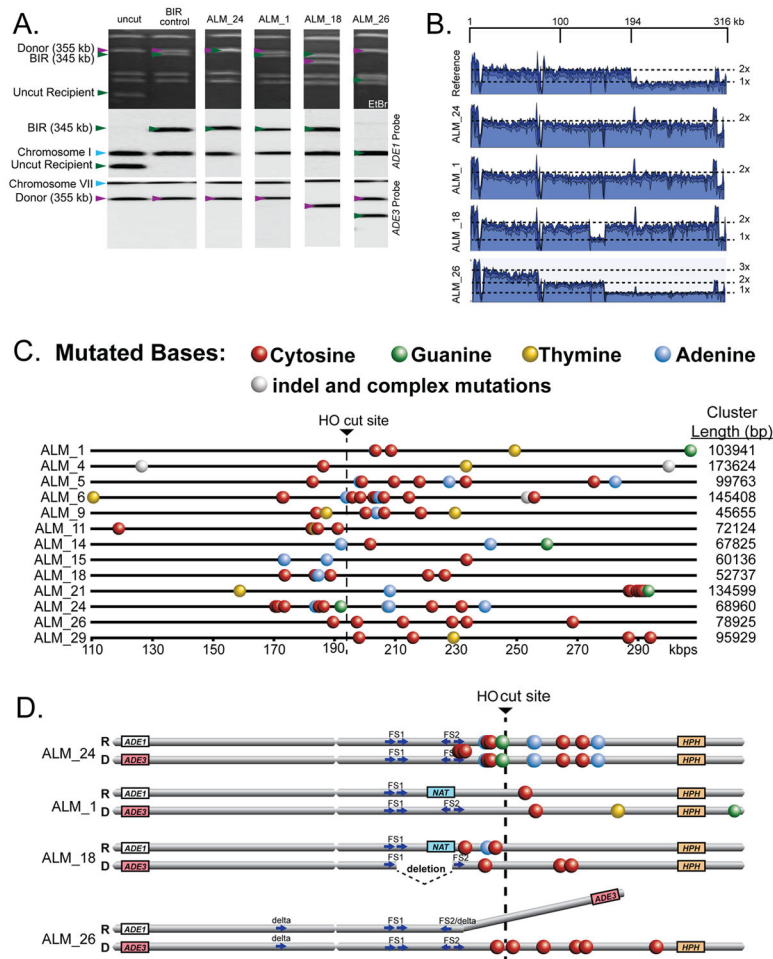 A.
uncut
BIR control
ALM_24
ALM_1
ALM_18
ALM_26
Donor (355 kb)
BIR (345 kb)
Uncut Recipient
EtBr
BIR (345 kb)
Chromosome I
Uncut Recipient
ADE1 Probe
Chromosome VII
Donor (355 kb)
ADE3 Probe
B.
1 100 194 316 kb
Reference
2x
1x
ALM_24
2x
ALM_1
2x
ALM_18
2x
1x
ALM_26
3x
2x
1x
C. Mutated Bases: Cytosine Guanine Thymine Adenine
indel and complex mutations
HO cut site
Cluster
Length (bp)
ALM_1 103941
ALM_4 173624
ALM_5 99763
ALM_6 145408
ALM_9 45655
ALM_11 72124
ALM_14 67825
ALM_15 60136
ALM_18 52737
ALM_21 134599
ALM_24 68960
ALM_26 78925
ALM_29 95929
110 130 150 170 190 210 230 250 270 290 kbps
D.
HO cut site
ALM_24
R ADE1 FS1 FS2 HPH
D ADE3 FS1 FS2 HPH
ALM_1
R ADE1 FS1 NAT
D ADE3 FS1 FS2 HPH
ALM_18
R ADE1 FS1 NAT HPH
D ADE3 FS1 deletion FS2 HPH
ALM_26
R ADE1 delta FS1 FS2/delta ADE3
D ADE3 delta FS1 FS2 HPH